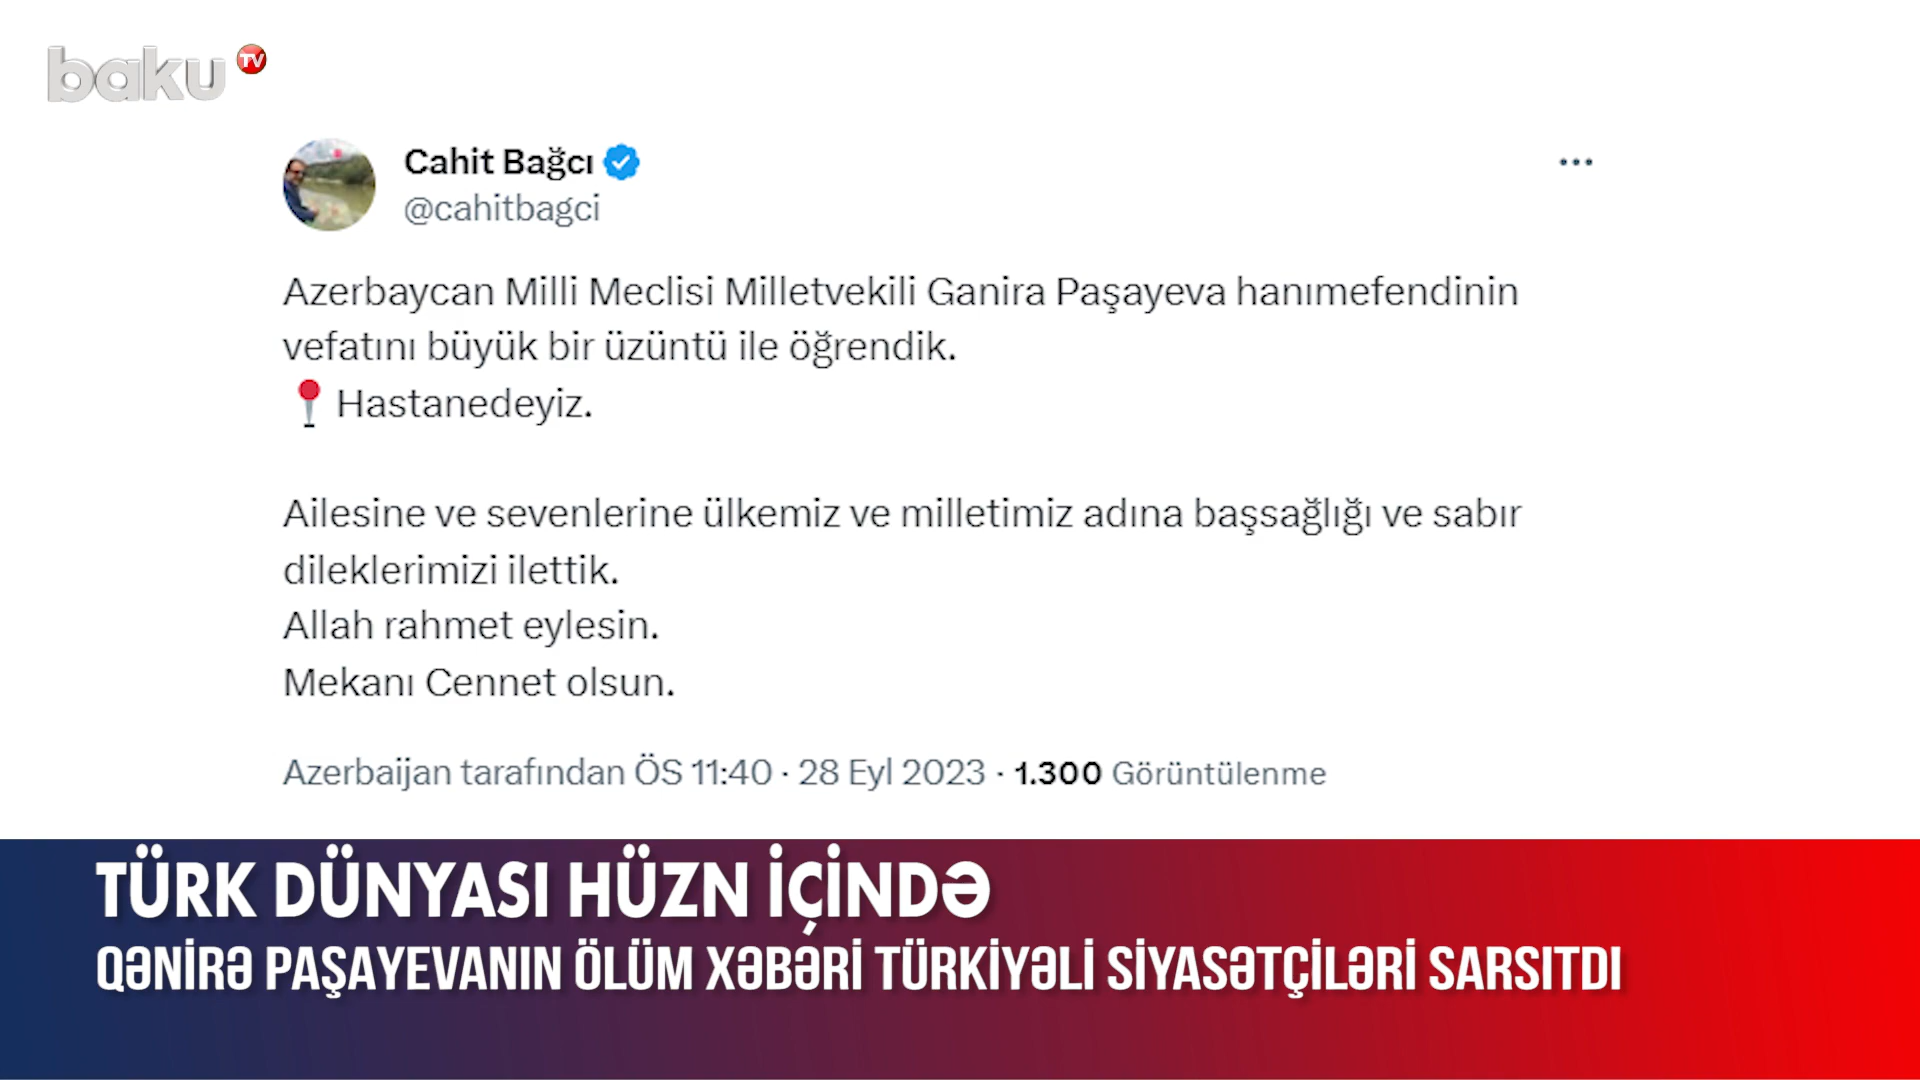 baku TV
Cahit Bağcı
@cahitbagci
Azerbaycan Milli Meclisi Milletvekili Ganira Paşayeva hanımefendinin
vefatını büyük bir üzüntü ile öğrendik.
📍Hastanedeyiz.
Ailesine ve sevenlerine ülkemiz ve milletimiz adına başsağlığı ve sabır
dileklerimizi ilettik.
Allah rahmet eylesin.
Mekanı Cennet olsun.
Azerbaijan tarafından ÖS 11:40 · 28 Eyl 2023 · 1.300 Görüntülenme
TÜRK DÜNYASI HÜZN İÇİNDƏ
QƏNİRƏ PAŞAYEVANIN ÖLÜM XƏBƏRİ TÜRKİYƏLİ SİYASƏTÇİLƏRİ SARSITDI